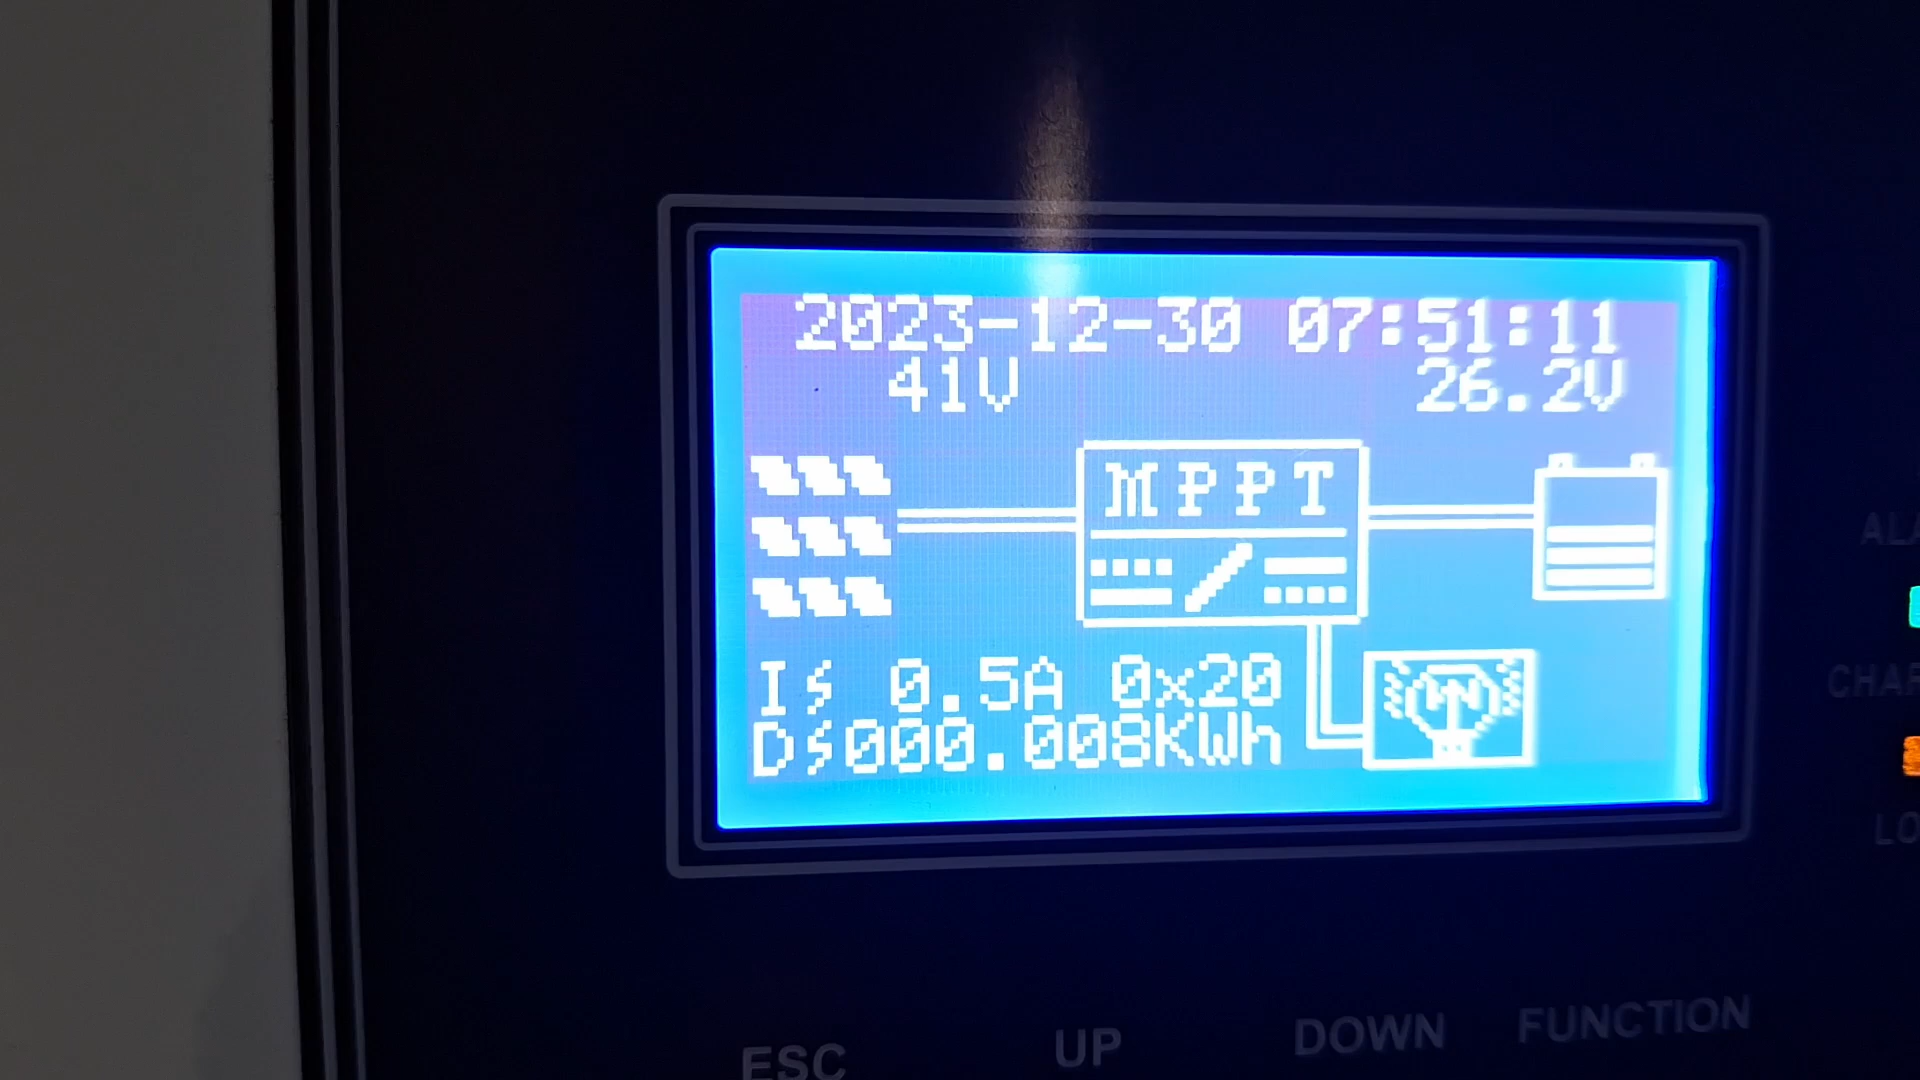 2023-12-30 07:51:11
41V 26.2V
MPPT
I 0.5A 0x20
D 000.008KWh
ESC UP DOWN FUNCTION